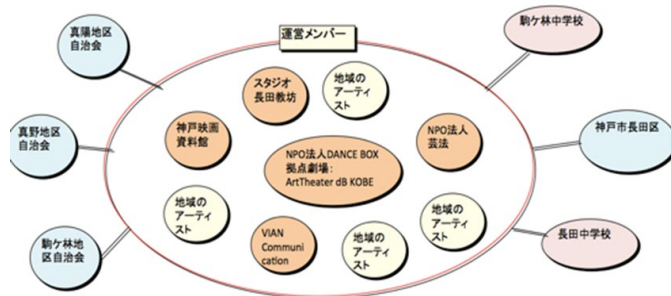 運営メンバー
真陽地区
自治会
駒ケ林中学校
スタジオ
長田教坊
地域の
アーティ
スト
神戸映画
資料館
NPO法人
芸法
真野地区
自治会
神戸市長田区
NPO法人DANCE BOX
拠点劇場：
ArtTheater dB KOBE
地域の
アーティ
スト
地域の
アーティ
スト
駒ケ林地
区自治会
VIAN
Communi
cation
地域の
アーティ
スト
長田中学校